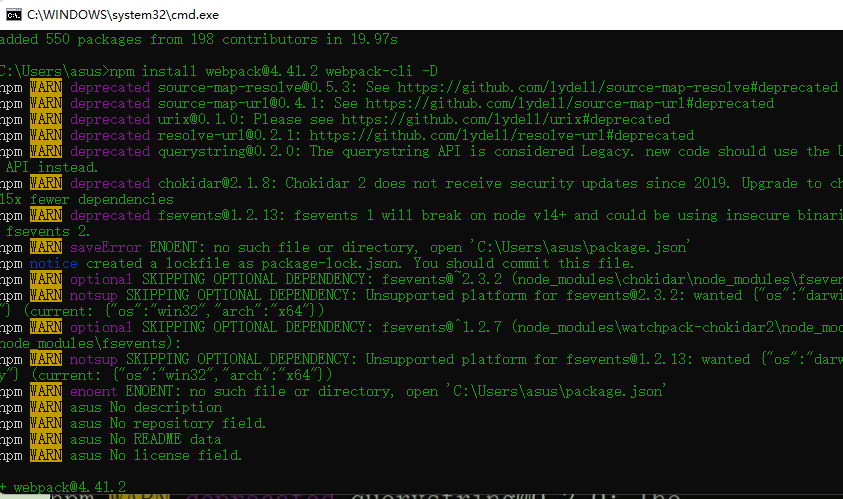 C:\WINDOWS\system32\cmd.exe
added 550 packages from 198 contributors in 19.97s
C:\Users\asus>npm install webpack@4.41.2 webpack-cli -D
npm WARN deprecated source-map-resolve@0.5.3: See https://github.com/lydell/source-map-resolve#deprecated
npm WARN deprecated source-map-url@0.4.1: See https://github.com/lydell/source-map-url#deprecated
npm WARN deprecated urix@0.1.0: Please see https://github.com/lydell/urix#deprecated
npm WARN deprecated resolve-url@0.2.1: https://github.com/lydell/resolve-url#deprecated
npm WARN deprecated querystring@0.2.0: The querystring API is considered Legacy. new code should use the U
API instead.
npm WARN deprecated chokidar@2.1.8: Chokidar 2 does not receive security updates since 2019. Upgrade to ch
15x fewer dependencies
npm WARN deprecated fsevents@1.2.13: fsevents 1 will break on node v14+ and could be using insecure binari
fsevents 2.
npm WARN saveError ENOENT: no such file or directory, open 'C:\Users\asus\package.json'
npm notice created a lockfile as package-lock.json. You should commit this file.
npm WARN optional SKIPPING OPTIONAL DEPENDENCY: fsevents@~2.3.2 (node_modules\chokidar\node_modules\fseven
npm WARN notsup SKIPPING OPTIONAL DEPENDENCY: Unsupported platform for fsevents@2.3.2: wanted {"os":"darwi
"} (current: {"os":"win32","arch":"x64"})
npm WARN optional SKIPPING OPTIONAL DEPENDENCY: fsevents@^1.2.7 (node_modules\watchpack-chokidar2\node_mod
node_modules\fsevents):
npm WARN notsup SKIPPING OPTIONAL DEPENDENCY: Unsupported platform for fsevents@1.2.13: wanted {"os":"darw
y"} (current: {"os":"win32","arch":"x64"})
npm WARN enoent ENOENT: no such file or directory, open 'C:\Users\asus\package.json'
npm WARN asus No description
npm WARN asus No repository field.
npm WARN asus No README data
npm WARN asus No license field.
+ webpack@4.41.2